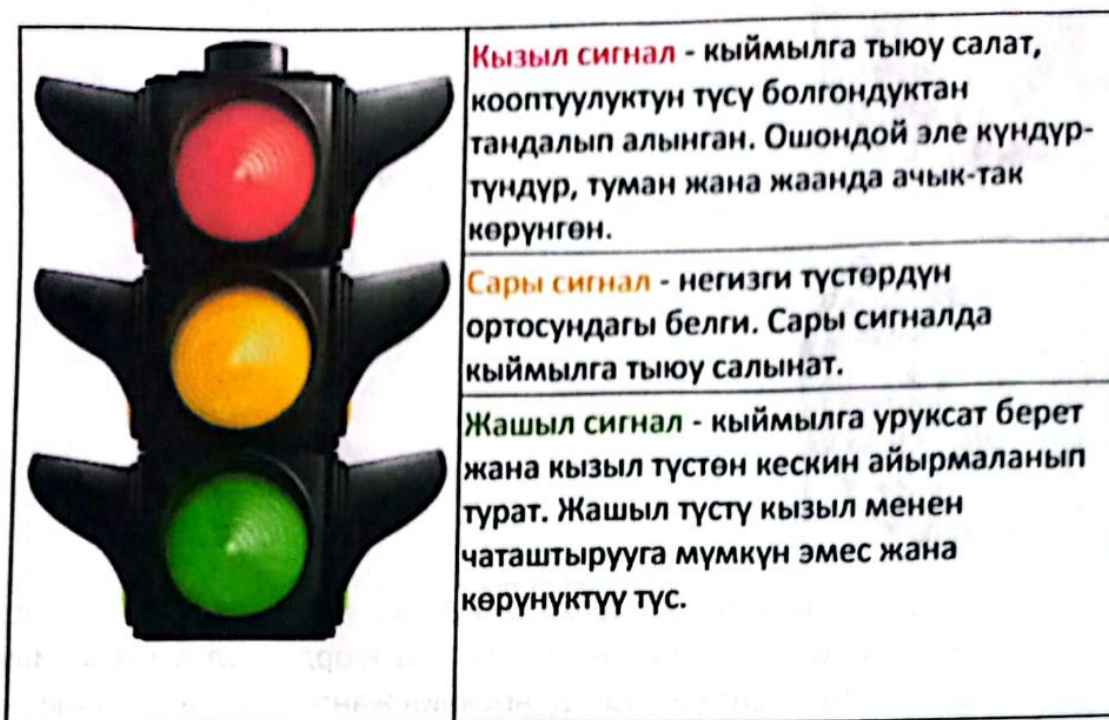 Кызыл сигнал - кыймылга тыюу салат,
кооптуулуктун түсү болгондуктан
тандалып алынган. Ошондой эле күндүр-
түндүр, туман жана жаанда ачык-так
көрүнгөн.
Сары сигнал - негизги түстөрдүн
ортосундагы белги. Сары сигналда
кыймылга тыюу салынат.
Жашыл сигнал - кыймылга уруксат берет
жана кызыл түстөн кескин айырмаланып
турат. Жашыл түстү кызыл менен
чаташтырууга мүмкүн эмес жана
көрүнүктүү түс.